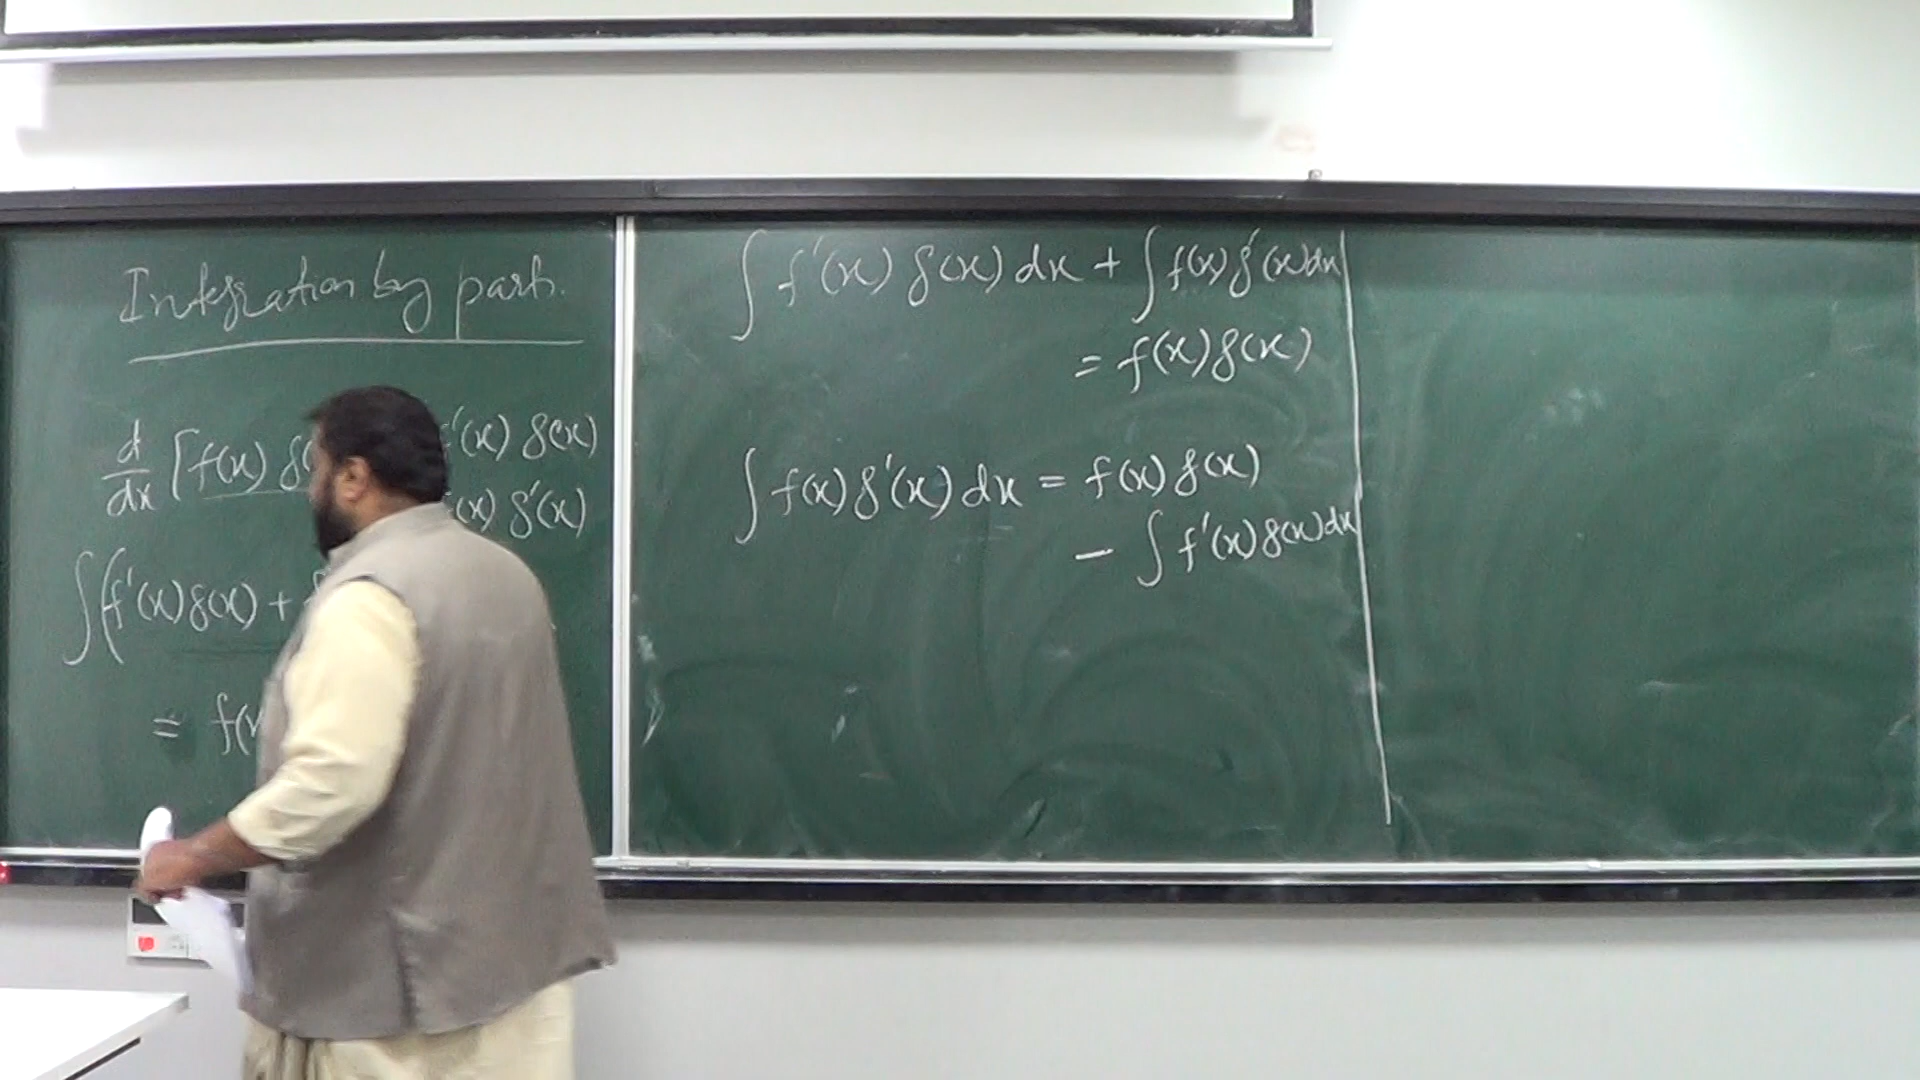 Integration by parts.
d/dx [f(x) g( f'(x) g(x)
(x) g'(x)
∫(f'(x)g(x) +
= f(x
∫ f'(x) g(x) dx + ∫ f(x) g'(x) dx
= f(x) g(x)
∫ f(x) g'(x) dx = f(x) g(x)
− ∫ f'(x) g(x) dx